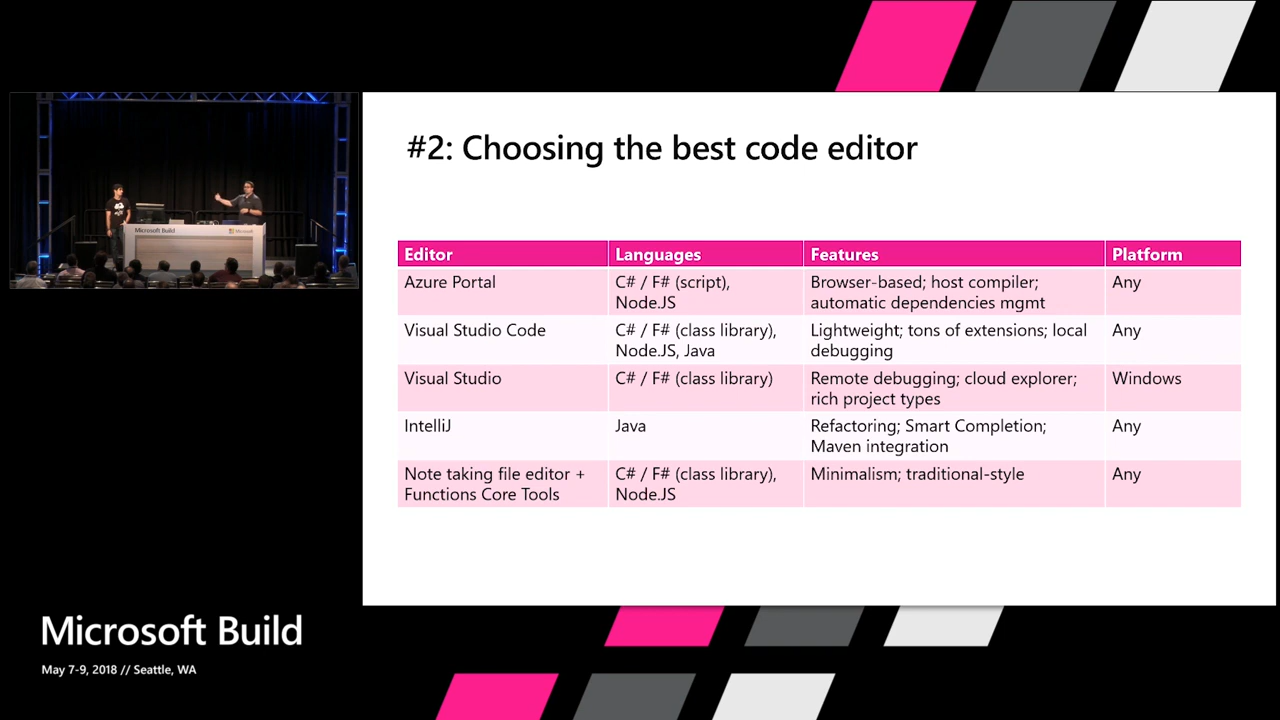 #2: Choosing the best code editor
Editor Languages Features Platform
Azure Portal
C# / F# (script),
Node.JS
Browser-based; host compiler;
automatic dependencies mgmt
Any
Visual Studio Code
C# / F# (class library),
Node.JS, Java
Lightweight; tons of extensions; local
debugging
Any
Visual Studio
C# / F# (class library)
Remote debugging; cloud explorer;
rich project types
Windows
IntelliJ
Java
Refactoring; Smart Completion;
Maven integration
Any
Note taking file editor +
Functions Core Tools
C# / F# (class library),
Node.JS
Minimalism; traditional-style
Any
Microsoft Build
Microsoft
Microsoft Build
May 7-9, 2018 // Seattle, WA